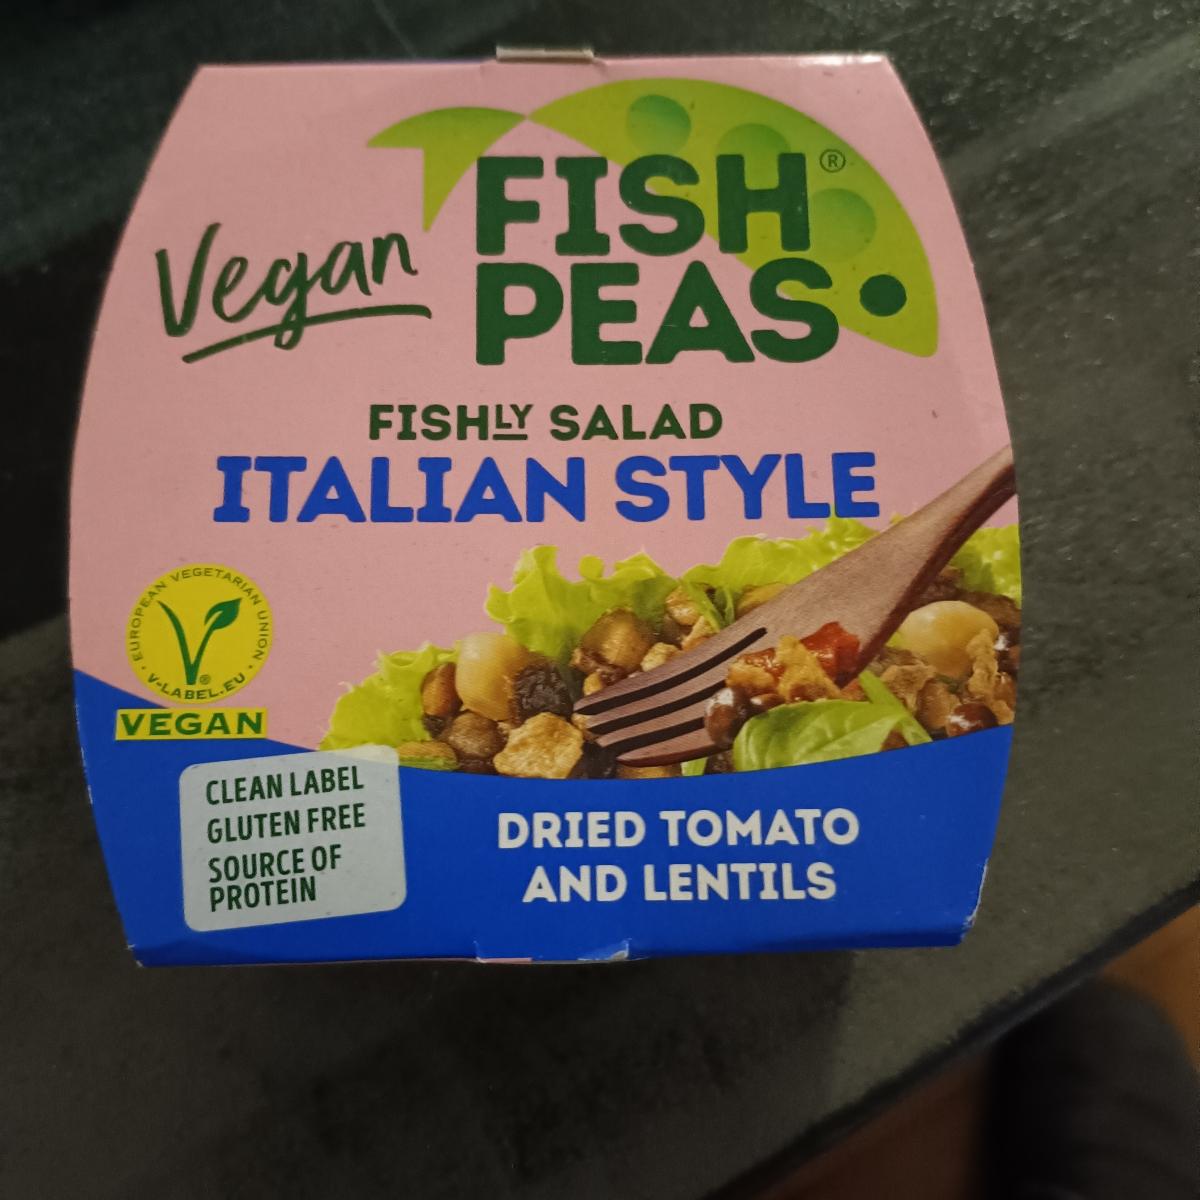 Vegan
FISH®
PEAS
FISHLY SALAD
ITALIAN STYLE
EUROPEAN VEGETARIAN UNION
®
V-LABEL.EU
VEGAN
CLEAN LABEL
GLUTEN FREE
SOURCE OF
PROTEIN
DRIED TOMATO
AND LENTILS